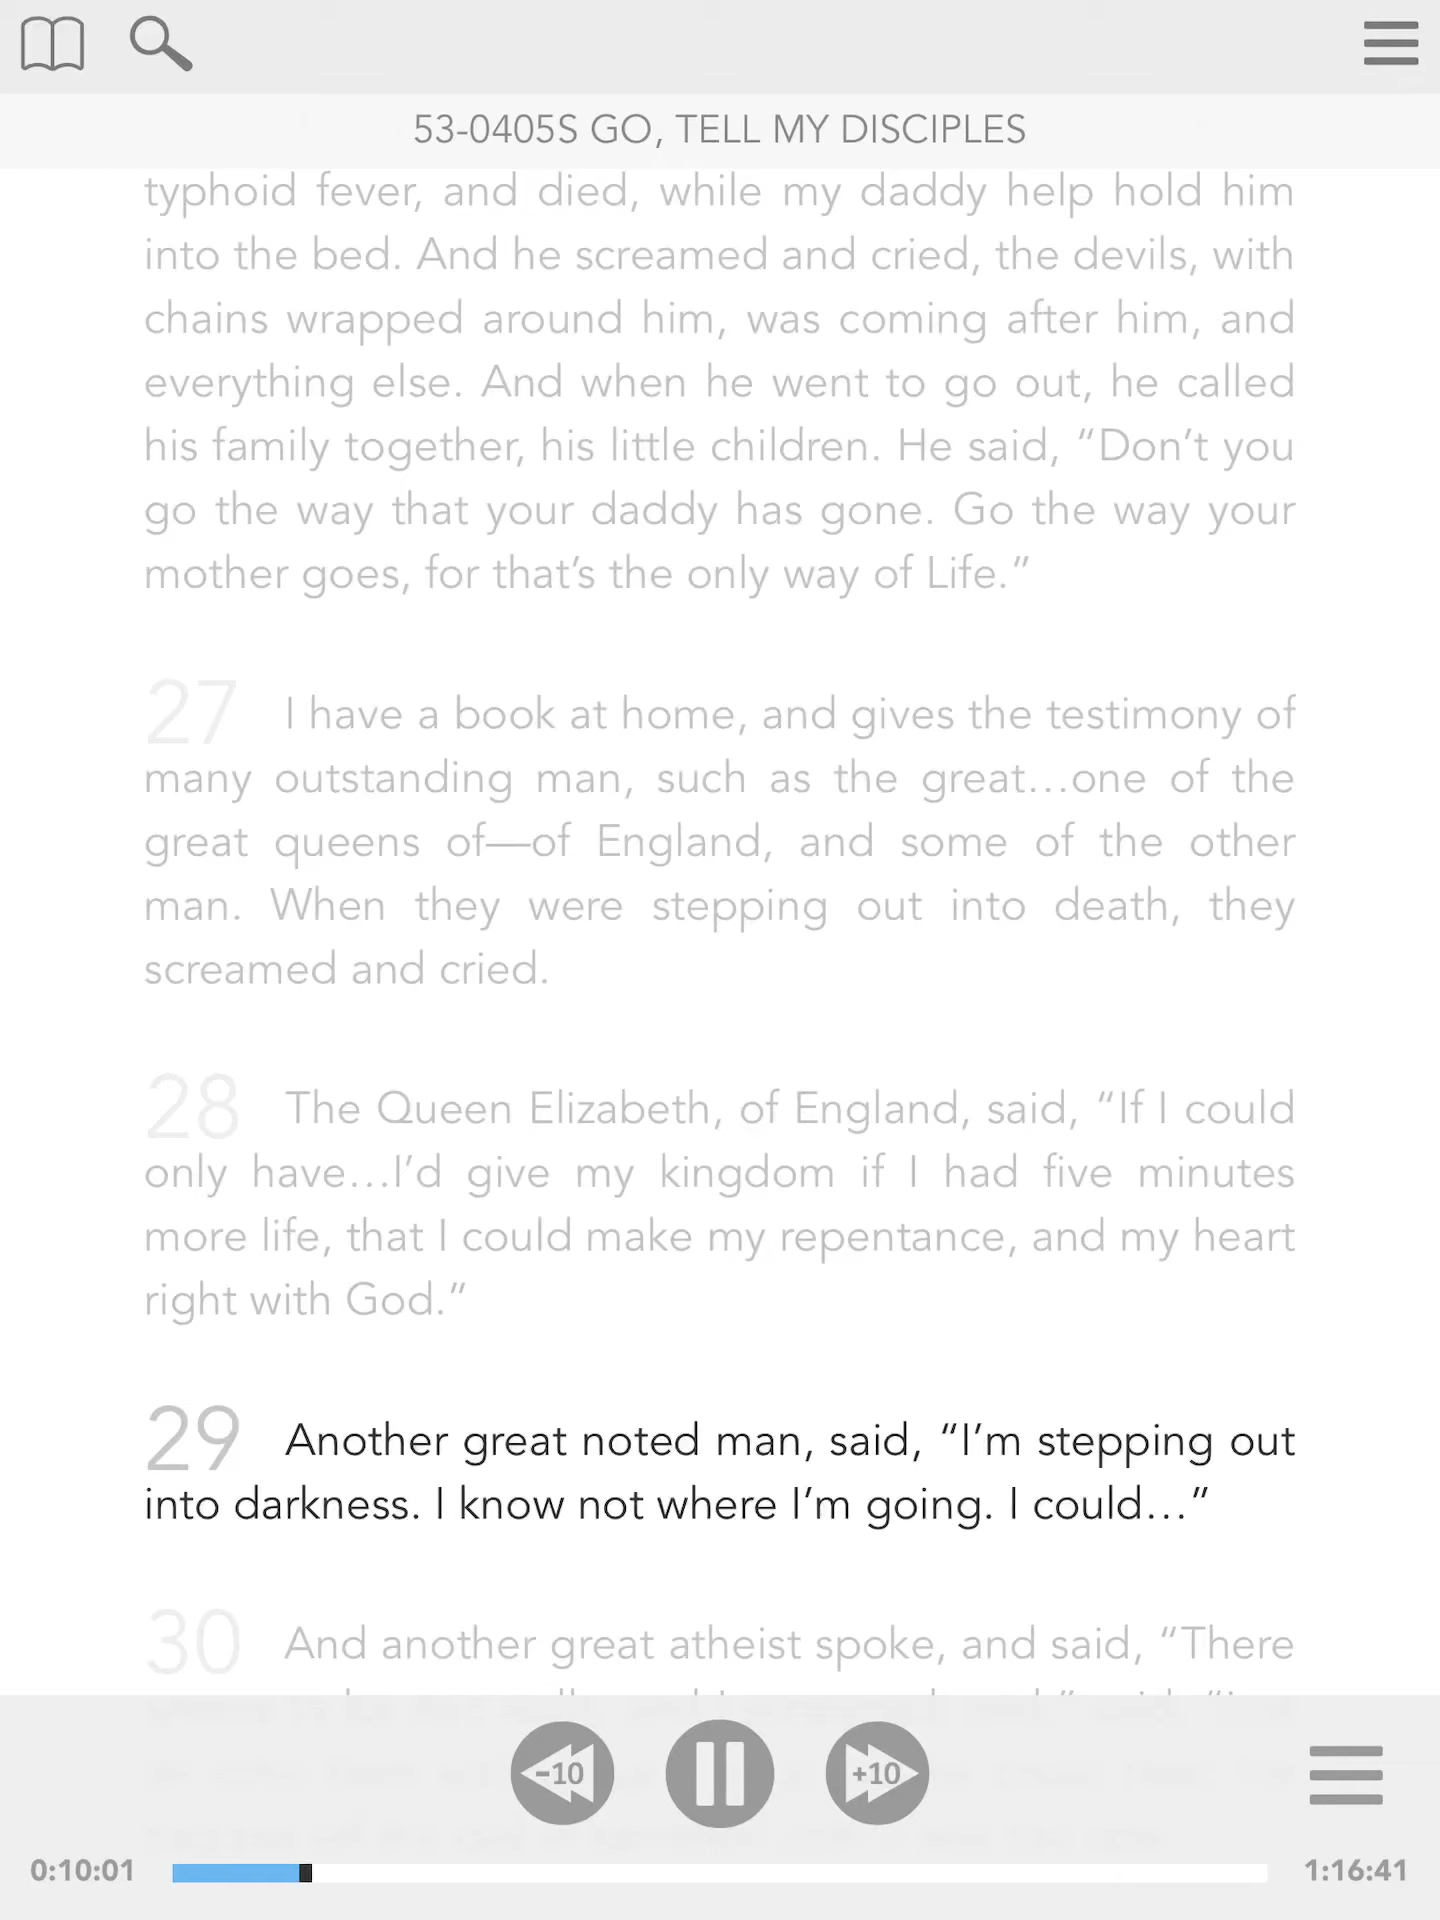 53-0405S GO, TELL MY DISCIPLES
typhoid fever, and died, while my daddy help hold him
into the bed. And he screamed and cried, the devils, with
chains wrapped around him, was coming after him, and
everything else. And when he went to go out, he called
his family together, his little children. He said, “Don’t you
go the way that your daddy has gone. Go the way your
mother goes, for that’s the only way of Life.”
27 I have a book at home, and gives the testimony of
many outstanding man, such as the great…one of the
great queens of—of England, and some of the other
man. When they were stepping out into death, they
screamed and cried.
28 The Queen Elizabeth, of England, said, “If I could
only have…I’d give my kingdom if I had five minutes
more life, that I could make my repentance, and my heart
right with God.”
29 Another great noted man, said, “I’m stepping out
into darkness. I know not where I’m going. I could…”
30 And another great atheist spoke, and said, “There
-10 +10
0:10:01 1:16:41